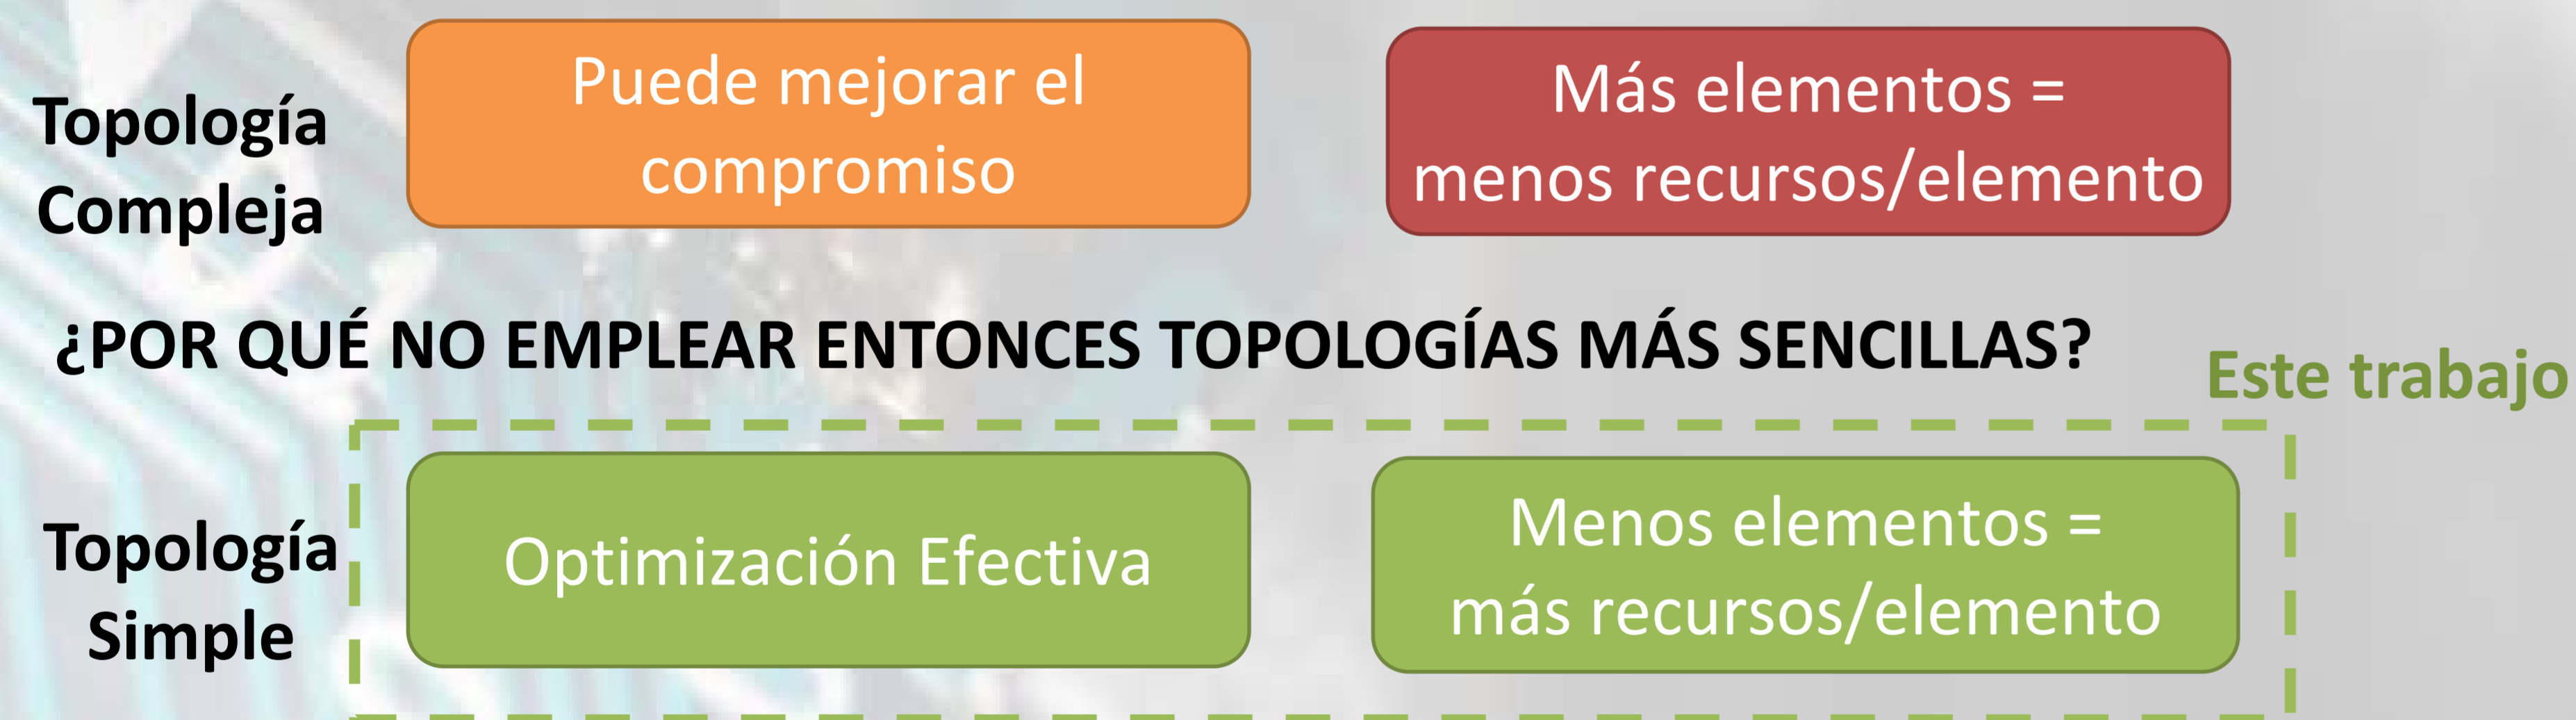 Topología
Compleja
Puede mejorar el
compromiso
Más elementos =
menos recursos/elemento
¿POR QUÉ NO EMPLEAR ENTONCES TOPOLOGÍAS MÁS SENCILLAS?
Este trabajo
Topología
Simple
Optimización Efectiva
Menos elementos =
más recursos/elemento